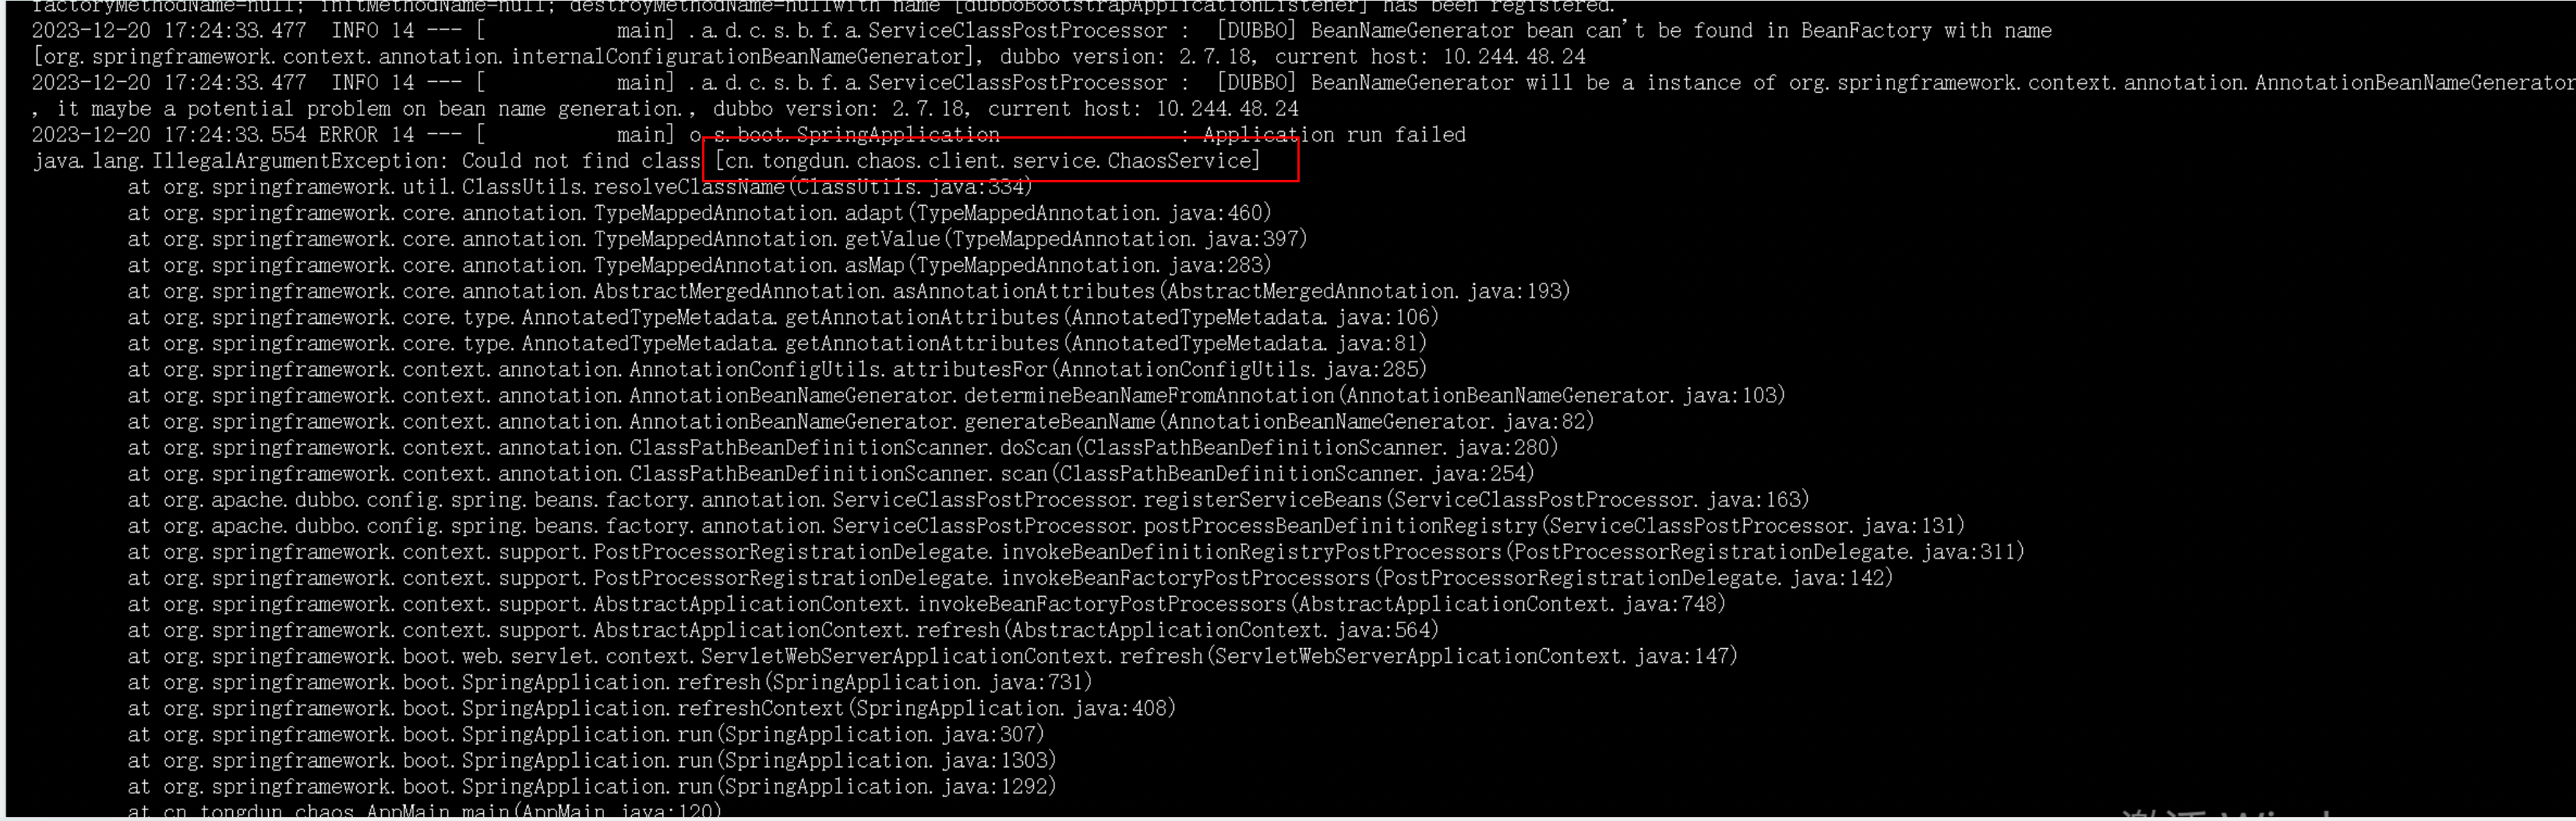 factoryMethodName=null; initMethodName=null; destroyMethodName=nullwith name [dubboBootstrapApplicationListener] has been registered.
2023-12-20 17:24:33.477  INFO 14 --- [           main] .a.d.c.s.b.f.a.ServiceClassPostProcessor :  [DUBBO] BeanNameGenerator bean can't be found in BeanFactory with name
[org.springframework.context.annotation.internalConfigurationBeanNameGenerator], dubbo version: 2.7.18, current host: 10.244.48.24
2023-12-20 17:24:33.477  INFO 14 --- [           main] .a.d.c.s.b.f.a.ServiceClassPostProcessor :  [DUBBO] BeanNameGenerator will be a instance of org.springframework.context.annotation.AnnotationBeanNameGenerator
, it maybe a potential problem on bean name generation., dubbo version: 2.7.18, current host: 10.244.48.24
2023-12-20 17:24:33.554 ERROR 14 --- [           main] o.s.boot.SpringApplication               : Application run failed
java.lang.IllegalArgumentException: Could not find class [cn.tongdun.chaos.client.service.ChaosService]
        at org.springframework.util.ClassUtils.resolveClassName(ClassUtils.java:334)
        at org.springframework.core.annotation.TypeMappedAnnotation.adapt(TypeMappedAnnotation.java:460)
        at org.springframework.core.annotation.TypeMappedAnnotation.getValue(TypeMappedAnnotation.java:397)
        at org.springframework.core.annotation.TypeMappedAnnotation.asMap(TypeMappedAnnotation.java:283)
        at org.springframework.core.annotation.AbstractMergedAnnotation.asAnnotationAttributes(AbstractMergedAnnotation.java:193)
        at org.springframework.core.type.AnnotatedTypeMetadata.getAnnotationAttributes(AnnotatedTypeMetadata.java:106)
        at org.springframework.core.type.AnnotatedTypeMetadata.getAnnotationAttributes(AnnotatedTypeMetadata.java:81)
        at org.springframework.context.annotation.AnnotationConfigUtils.attributesFor(AnnotationConfigUtils.java:285)
        at org.springframework.context.annotation.AnnotationBeanNameGenerator.determineBeanNameFromAnnotation(AnnotationBeanNameGenerator.java:103)
        at org.springframework.context.annotation.AnnotationBeanNameGenerator.generateBeanName(AnnotationBeanNameGenerator.java:82)
        at org.springframework.context.annotation.ClassPathBeanDefinitionScanner.doScan(ClassPathBeanDefinitionScanner.java:280)
        at org.springframework.context.annotation.ClassPathBeanDefinitionScanner.scan(ClassPathBeanDefinitionScanner.java:254)
        at org.apache.dubbo.config.spring.beans.factory.annotation.ServiceClassPostProcessor.registerServiceBeans(ServiceClassPostProcessor.java:163)
        at org.apache.dubbo.config.spring.beans.factory.annotation.ServiceClassPostProcessor.postProcessBeanDefinitionRegistry(ServiceClassPostProcessor.java:131)
        at org.springframework.context.support.PostProcessorRegistrationDelegate.invokeBeanDefinitionRegistryPostProcessors(PostProcessorRegistrationDelegate.java:311)
        at org.springframework.context.support.PostProcessorRegistrationDelegate.invokeBeanFactoryPostProcessors(PostProcessorRegistrationDelegate.java:142)
        at org.springframework.context.support.AbstractApplicationContext.invokeBeanFactoryPostProcessors(AbstractApplicationContext.java:748)
        at org.springframework.context.support.AbstractApplicationContext.refresh(AbstractApplicationContext.java:564)
        at org.springframework.boot.web.servlet.context.ServletWebServerApplicationContext.refresh(ServletWebServerApplicationContext.java:147)
        at org.springframework.boot.SpringApplication.refresh(SpringApplication.java:731)
        at org.springframework.boot.SpringApplication.refreshContext(SpringApplication.java:408)
        at org.springframework.boot.SpringApplication.run(SpringApplication.java:307)
        at org.springframework.boot.SpringApplication.run(SpringApplication.java:1303)
        at org.springframework.boot.SpringApplication.run(SpringApplication.java:1292)
        at cn.tongdun.chaos.AppMain.main(AppMain.java:120)